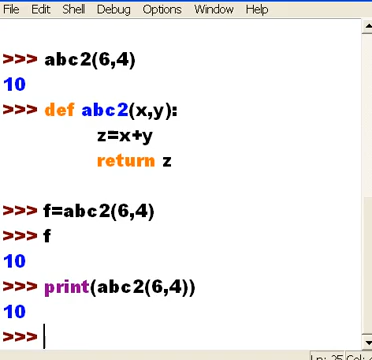 File Edit Shell Debug Options Windows Help
>>> abc2(6,4)
10
>>> def abc2(x,y):
        z=x+y
        return z
>>> f=abc2(6,4)
>>> f
10
>>> print(abc2(6,4))
10
>>>